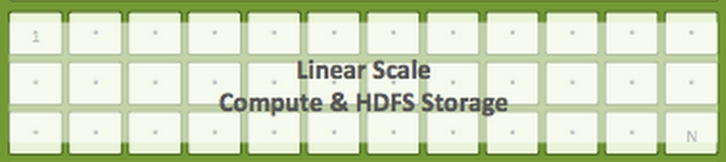 1
Linear Scale
Compute & HDFS Storage
N